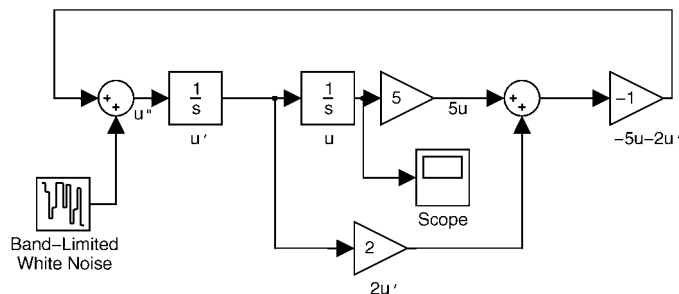 +
+
u"
1
s
u′
1
s
u
5
5u
+
+
−1
−5u−2u′
Scope
Band−Limited
White Noise
2
2u′